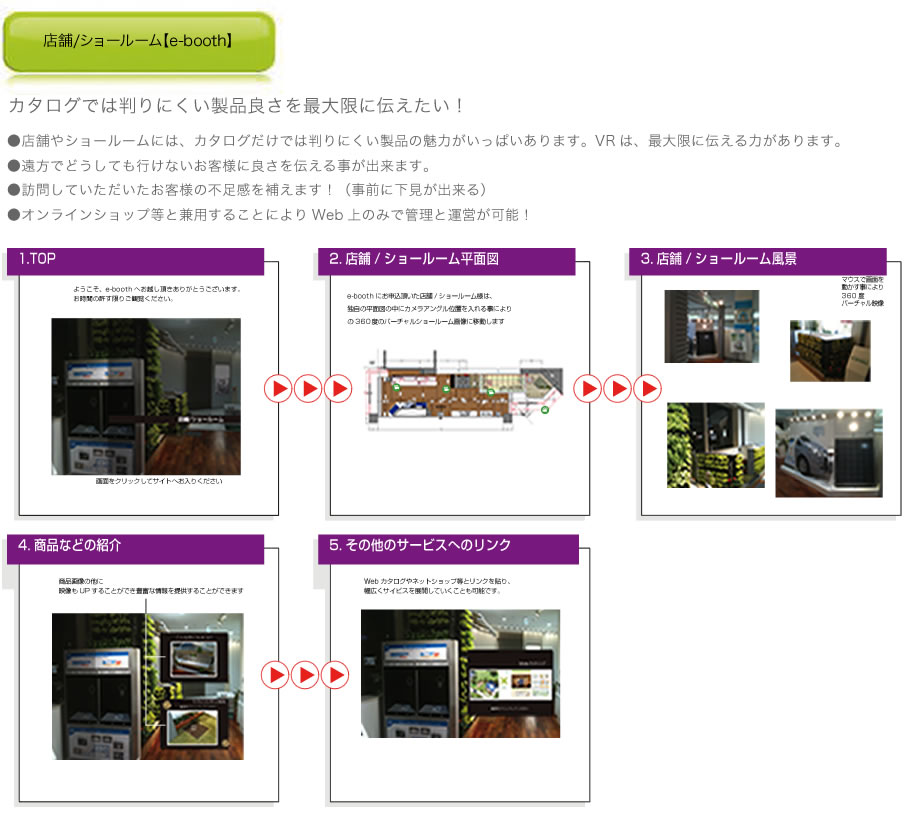 店舗/ショールーム【e-booth】
カタログでは判りにくい製品良さを最大限に伝えたい！
●店舗やショールームには、カタログだけでは判りにくい製品の魅力がいっぱいあります。VR は、最大限に伝える力があります。
●遠方でどうしても行けないお客様に良さを伝える事が出来ます。
●訪問していただいたお客様の不足感を補えます！（事前に下見が出来る）
●オンラインショップ等と兼用することにより Web 上のみで管理と運営が可能！
1.TOP
ようこそ、e-booth へお越し頂きありがとうございます。
お時間の許す限りご観覧ください。
店舗/ショールーム
画面をクリックしてサイトへお入りください
2. 店舗 / ショールーム平面図
e-booth にお申込頂いた店舗 / ショールーム様は、
独自の平面図の中にカメラアングル位置を入れる事により
の 360 度のバーチャルショールーム画像に移動します
3. 店舗 / ショールーム風景
マウスで画面を
動かす事により
360 度
バーチャル映像
4. 商品などの紹介
商品画像の他に
映像も UP することができ豊富な情報を提供することができます
5. その他のサービスへのリンク
Web カタログやネットショップ等とリンクを貼り、
幅広くサイビスを展開していくことも可能です。